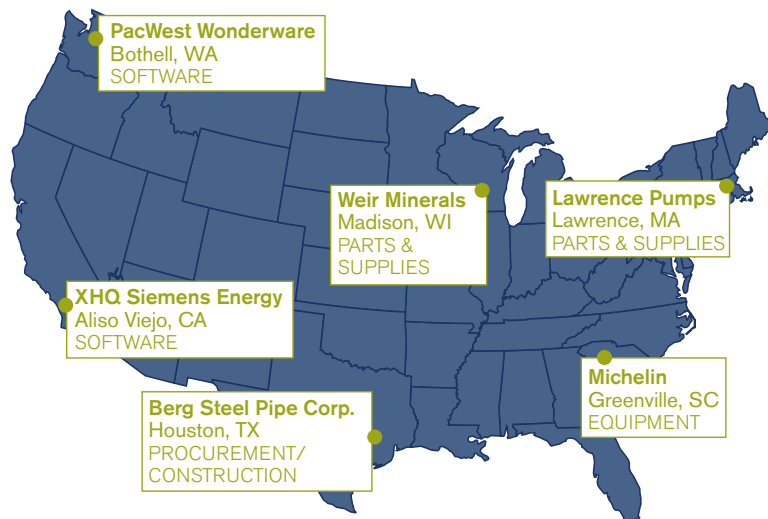 PacWest Wonderware
Bothell, WA
SOFTWARE
Weir Minerals
Madison, WI
PARTS &
SUPPLIES
Lawrence Pumps
Lawrence, MA
PARTS & SUPPLIES
XHQ Siemens Energy
Aliso Viejo, CA
SOFTWARE
Michelin
Greenville, SC
EQUIPMENT
Berg Steel Pipe Corp.
Houston, TX
PROCUREMENT/
CONSTRUCTION